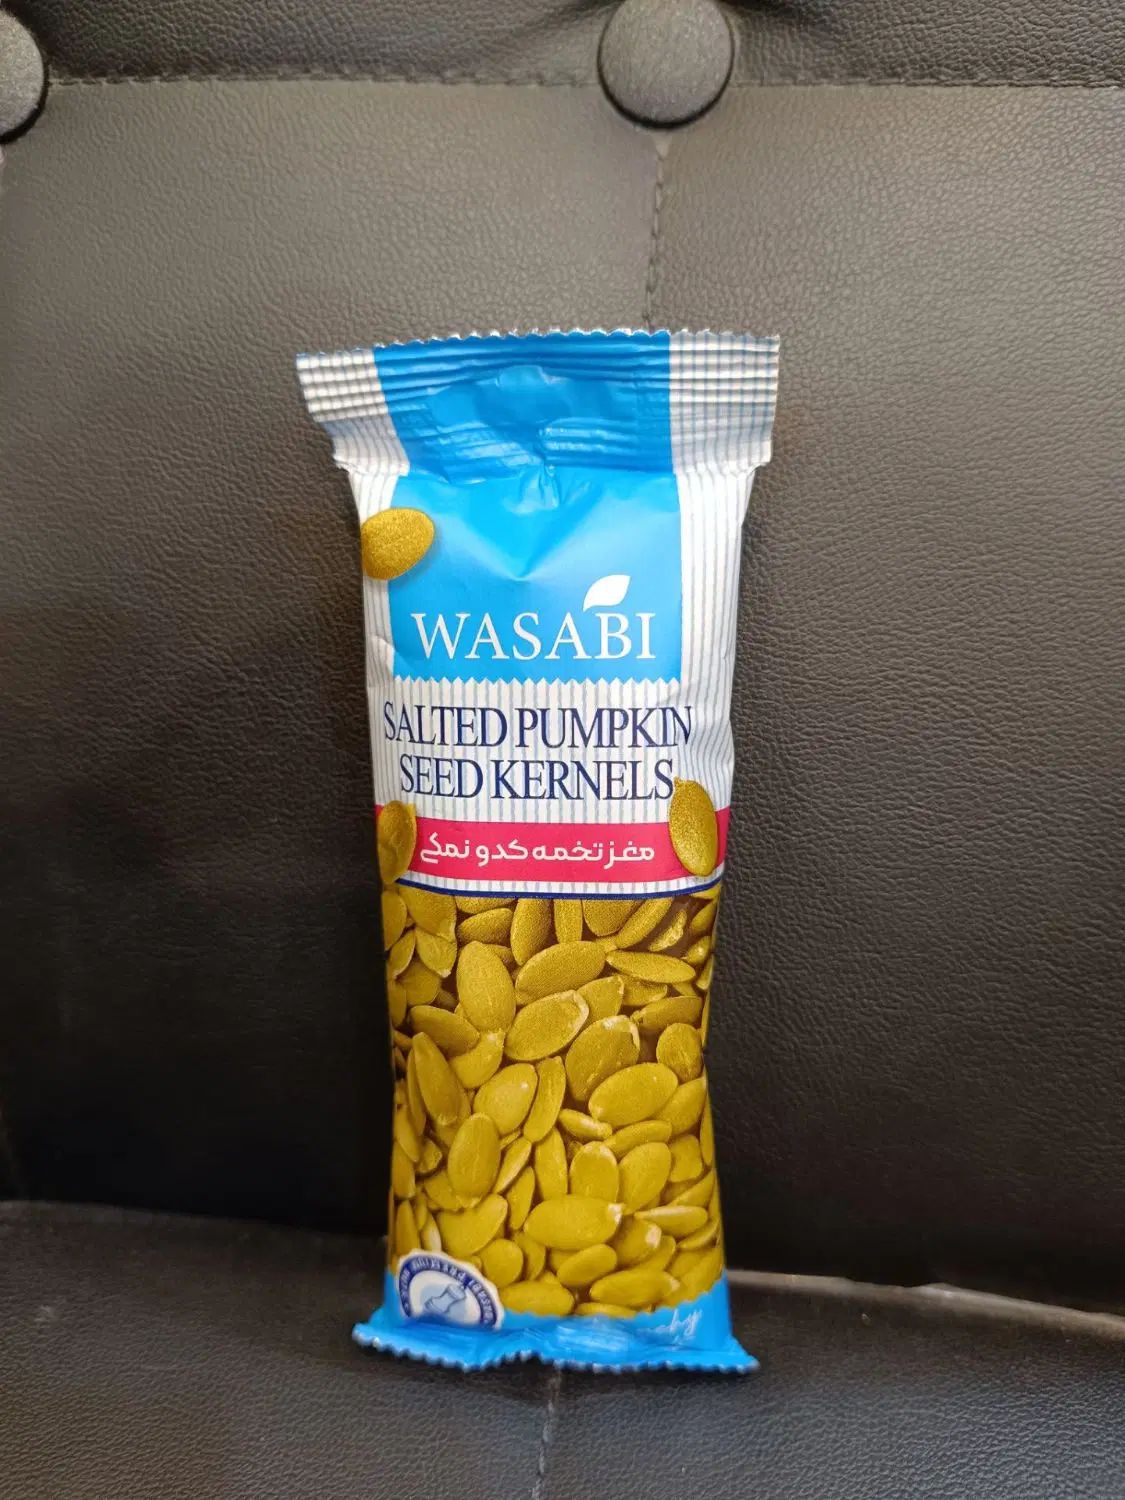 WASABI
SALTED PUMPKIN
SEED KERNELS
مغز تخمه کدو نمکی